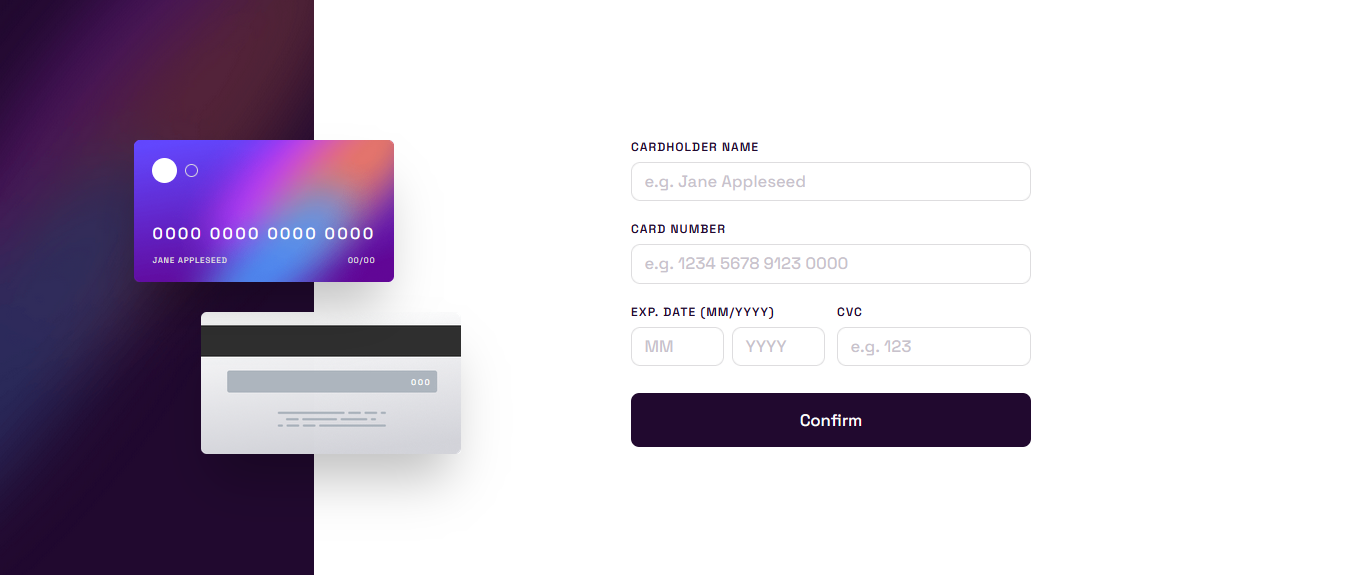 0000 0000 0000 0000
JANE APPLESEED 00/00
000
CARDHOLDER NAME
e.g. Jane Appleseed
CARD NUMBER
e.g. 1234 5678 9123 0000
EXP. DATE (MM/YYYY) CVC
MM YYYY e.g. 123
Confirm